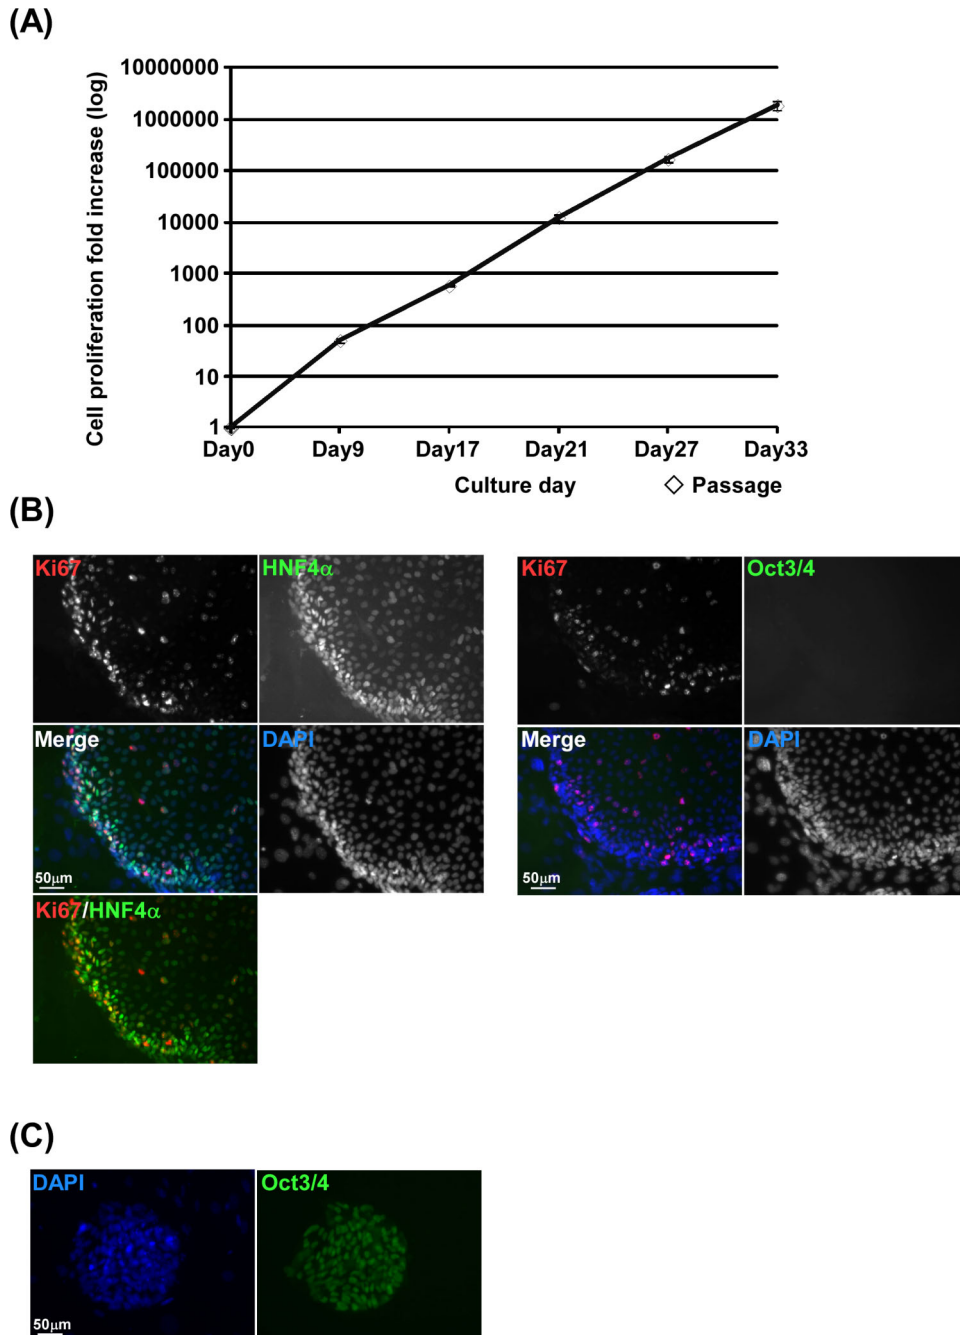 (A)
Cell proliferation fold increase (log)
10000000
1000000
100000
10000
1000
100
10
1
Day0 Day9 Day17 Day21 Day27 Day33
Culture day ◇ Passage
(B)
Ki67 HNF4α Ki67 Oct3/4
Merge DAPI Merge DAPI
50μm 50μm
Ki67/HNF4α
(C)
DAPI Oct3/4
50μm